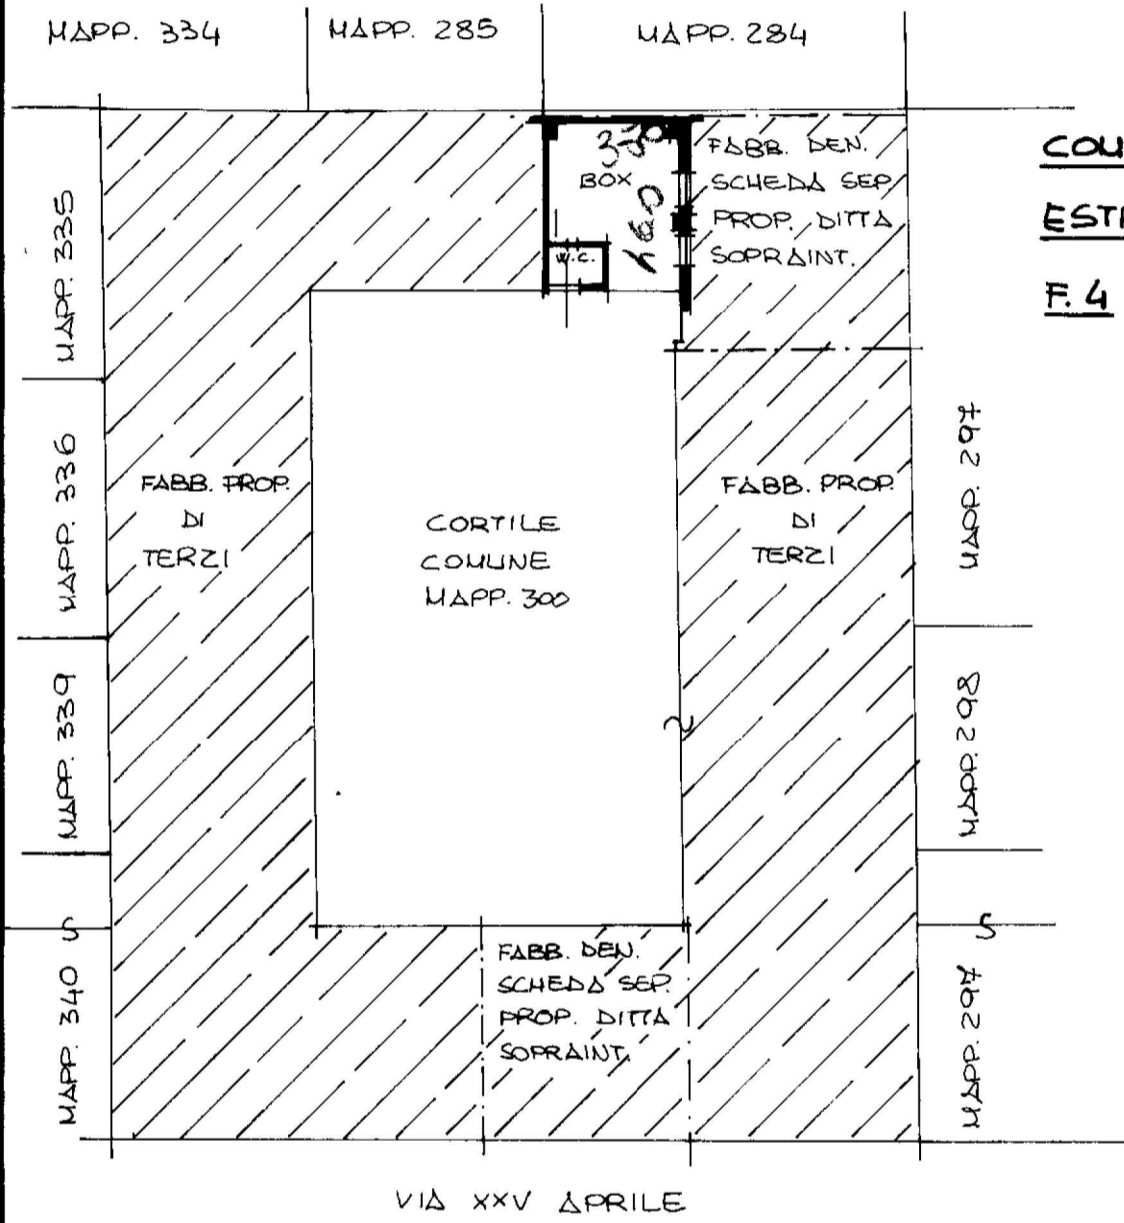 MAPP. 334
MAPP. 285
MAPP. 284
MAPP. 335
BOX
350
460
W.C.
FABB. DEN.
SCHEDA SEP.
PROP. DITTA
SOPRAINT.
F. 4
MAPP. 336
FABB. PROP.
DI
TERZI
CORTILE
COMUNE
MAPP. 300
FABB. PROP.
DI
TERZI
MAPP. 297
MAPP. 339
MAPP. 298
MAPP. 340
FABB. DEN.
SCHEDA SEP.
PROP. DITTA
SOPRAINT.
MAPP. 297
VIA XXV APRILE